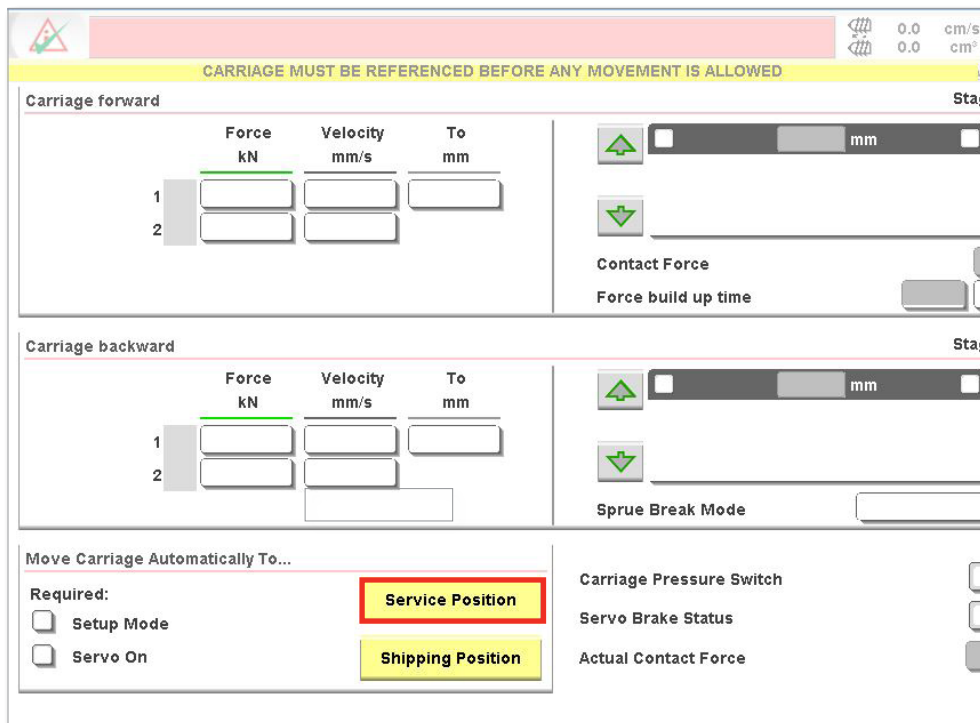 0.0 cm/s
0.0 cm³
CARRIAGE MUST BE REFERENCED BEFORE ANY MOVEMENT IS ALLOWED
Carriage forward
Force Velocity To
kN mm/s mm
1
2
mm
Contact Force
Force build up time
Carriage backward
Force Velocity To
kN mm/s mm
1
2
mm
Sprue Break Mode
Move Carriage Automatically To...
Required:
Setup Mode
Servo On
Service Position
Shipping Position
Carriage Pressure Switch
Servo Brake Status
Actual Contact Force